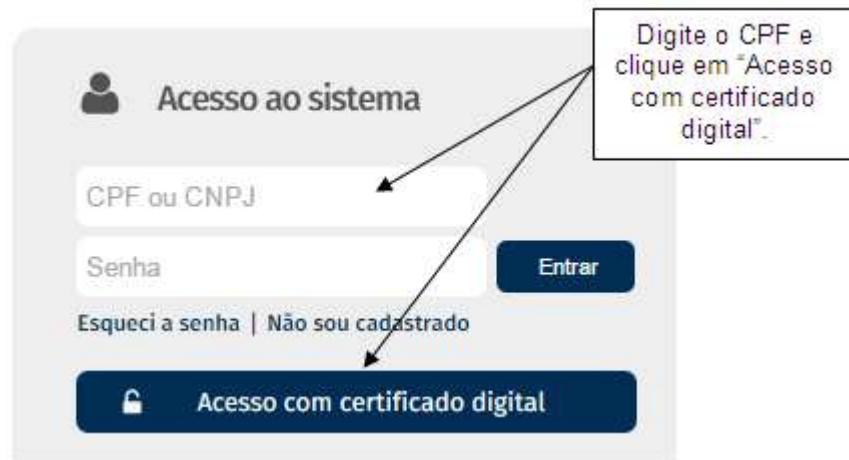 Digite o CPF e
clique em “Acesso
com certificado
digital”.
Acesso ao sistema
CPF ou CNPJ
Senha
Entrar
Esqueci a senha | Não sou cadastrado
Acesso com certificado digital